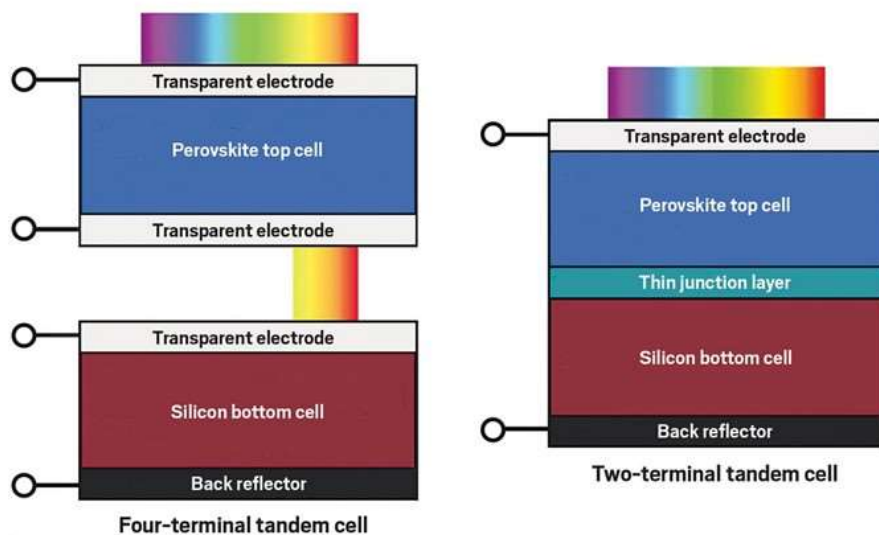 Transparent electrode
Perovskite top cell
Transparent electrode
Transparent electrode
Silicon bottom cell
Back reflector
Four-terminal tandem cell
Transparent electrode
Perovskite top cell
Thin junction layer
Silicon bottom cell
Back reflector
Two-terminal tandem cell